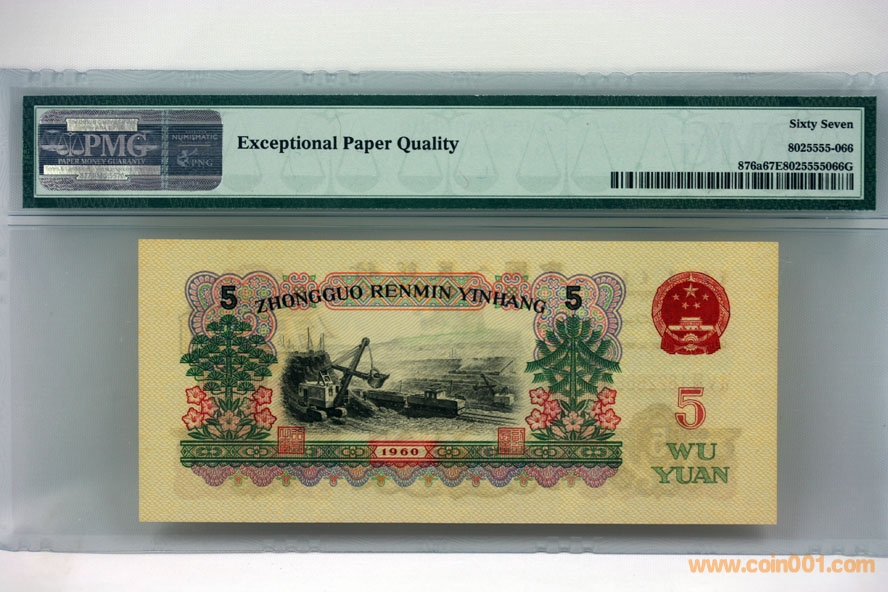 PMG
PAPER MONEY GUARANTY
NUMISMATIC
PNG
Exceptional Paper Quality
Sixty Seven
8025555-066
876a67E8025555066G
5 ZHONGGUO RENMIN YINHANG 5
5
WU
YUAN
1960
www.coin001.com